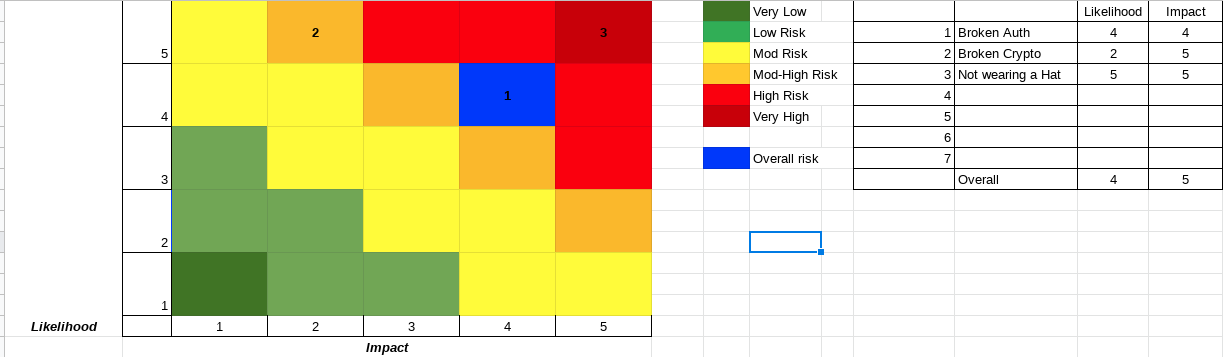 Very Low
Likelihood Impact
Low Risk
1 Broken Auth 4 4
5 2 3
Mod Risk
2 Broken Crypto 2 5
Mod-High Risk
3 Not wearing a Hat 5 5
4 1
High Risk
4
Very High
5
6
3
Overall risk
7
Overall 4 5
2
1
Likelihood 1 2 3 4 5
Impact